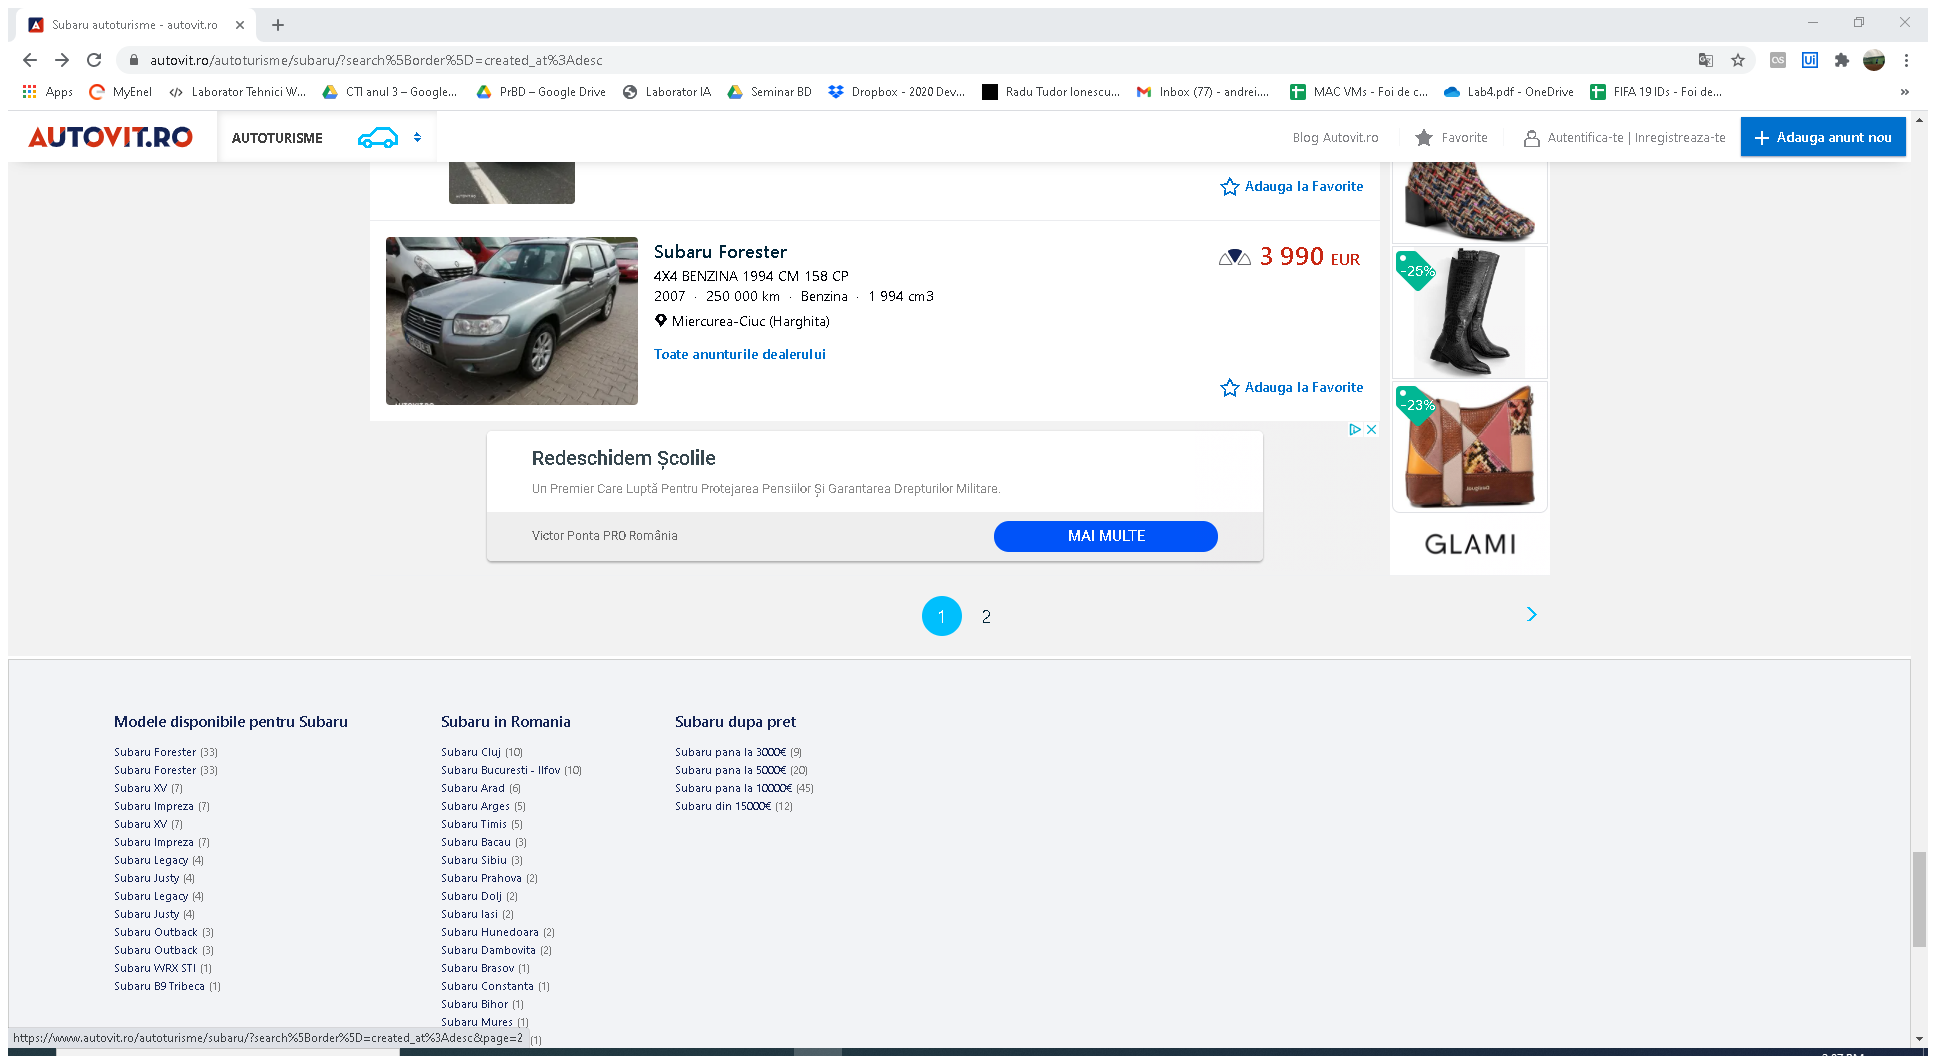 Subaru autoturisme - autovit.ro
autovit.ro/autoturisme/subaru/?search%5Border%5D=created_at%3Adesc
Apps
MyEnel
Laborator Tehnici W...
CTI anul 3 – Google...
PrBD – Google Drive
Laborator IA
Seminar BD
Dropbox - 2020 Dev...
Radu Tudor Ionescu...
Inbox (77) - andrei....
MAC VMs - Foi de c...
Lab4.pdf - OneDrive
FIFA 19 IDs - Foi de...
»
AUTOVIT.RO
AUTOTURISME
Blog Autovit.ro
Favorite
Autentifica-te | Inregistreaza-te
Adauga anunt nou
Adauga la Favorite
Subaru Forester
3 990 EUR
4X4 BENZINA 1994 CM 158 CP
2007 · 250 000 km · Benzina · 1 994 cm3
Miercurea-Ciuc (Harghita)
Toate anunturile dealerului
Adauga la Favorite
AUTOVIT.RO
-25%
-23%
GLAMI
Redeschidem Școlile
Un Premier Care Luptă Pentru Protejarea Pensiilor Și Garantarea Drepturilor Militare.
Victor Ponta PRO România
MAI MULTE
1 2
Modele disponibile pentru Subaru
Subaru Forester (33)
Subaru Forester (33)
Subaru XV (7)
Subaru Impreza (7)
Subaru XV (7)
Subaru Impreza (7)
Subaru Legacy (4)
Subaru Justy (4)
Subaru Legacy (4)
Subaru Justy (4)
Subaru Outback (3)
Subaru Outback (3)
Subaru WRX STI (1)
Subaru B9 Tribeca (1)
Subaru in Romania
Subaru Cluj (10)
Subaru Bucuresti - Ilfov (10)
Subaru Arad (6)
Subaru Arges (5)
Subaru Timis (5)
Subaru Bacau (3)
Subaru Sibiu (3)
Subaru Prahova (2)
Subaru Dolj (2)
Subaru Iasi (2)
Subaru Hunedoara (2)
Subaru Dambovita (2)
Subaru Brasov (1)
Subaru Constanta (1)
Subaru Bihor (1)
Subaru Mures (1)
(1)
Subaru dupa pret
Subaru pana la 3000€ (9)
Subaru pana la 5000€ (20)
Subaru pana la 10000€ (45)
Subaru din 15000€ (12)
https://www.autovit.ro/autoturisme/subaru/?search%5Border%5D=created_at%3Adesc&page=2